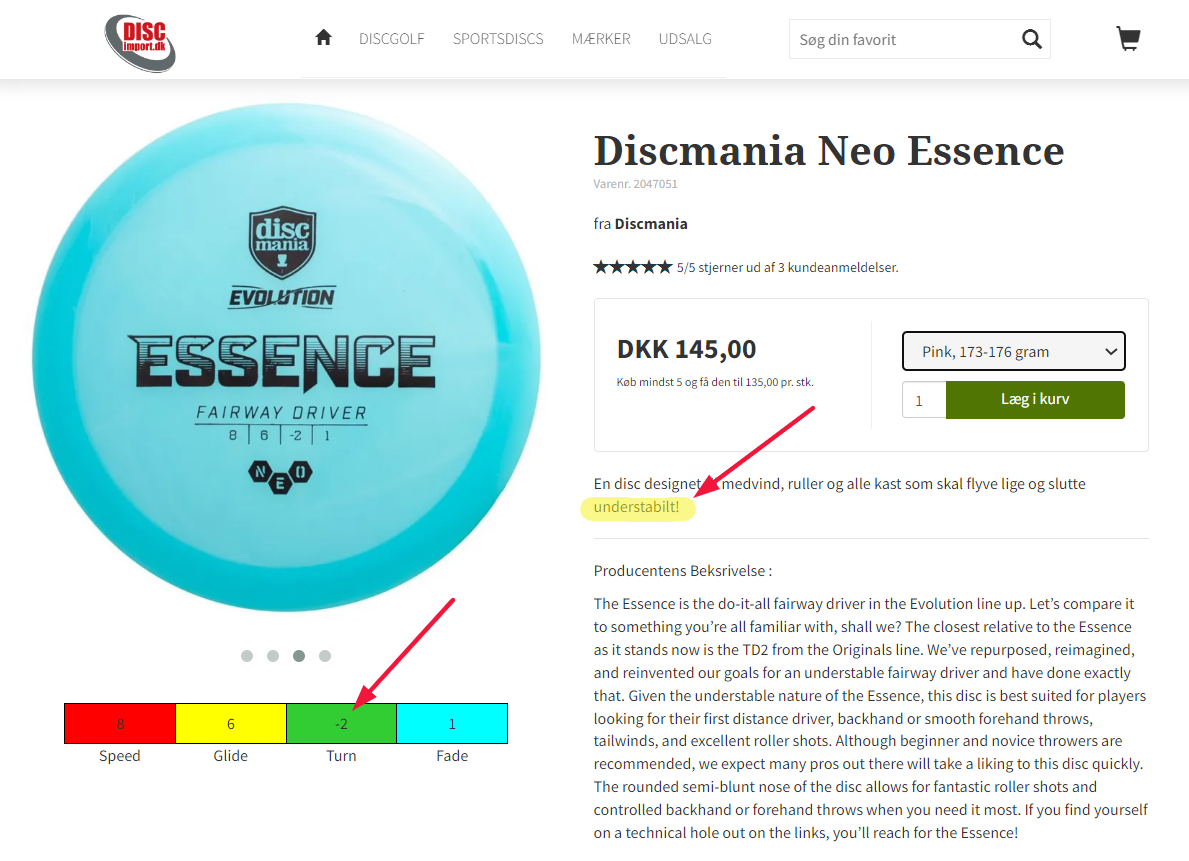 DISC
import.dk
DISCGOLF SPORTSDISCS MÆRKER UDSALG
Søg din favorit
disc
mania
EVOLUTION
ESSENCE
FAIRWAY DRIVER
8 | 6 | -2 | 1
NEO
8 6 -2 1
Speed Glide Turn Fade
Discmania Neo Essence
Varenr. 2047051
fra Discmania
★★★★★ 5/5 stjerner ud af 3 kundeanmeldelser.
DKK 145,00
Køb mindst 5 og få den til 135,00 pr. stk.
Pink, 173-176 gram
1 Læg i kurv
En disc designet medvind, ruller og alle kast som skal flyve lige og slutte
understabilt!
Producentens Beksrivelse :
The Essence is the do-it-all fairway driver in the Evolution line up. Let’s compare it
to something you’re all familiar with, shall we? The closest relative to the Essence
as it stands now is the TD2 from the Originals line. We’ve repurposed, reimagined,
and reinvented our goals for an understable fairway driver and have done exactly
that. Given the understable nature of the Essence, this disc is best suited for players
looking for their first distance driver, backhand or smooth forehand throws,
tailwinds, and excellent roller shots. Although beginner and novice throwers are
recommended, we expect many pros out there will take a liking to this disc quickly.
The rounded semi-blunt nose of the disc allows for fantastic roller shots and
controlled backhand or forehand throws when you need it most. If you find yourself
on a technical hole out on the links, you’ll reach for the Essence!